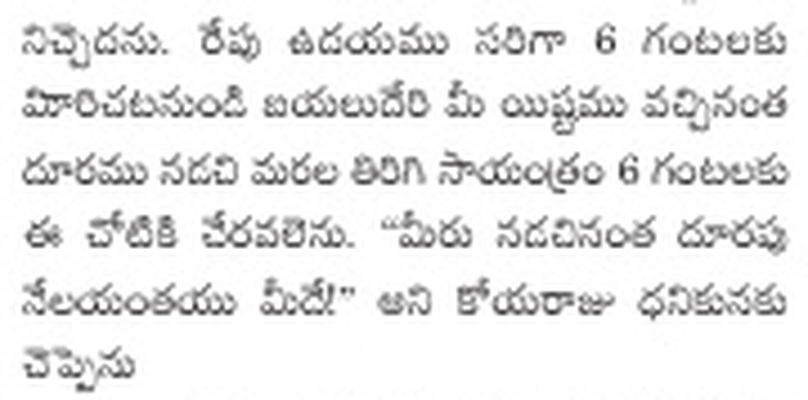 నిచ్చెదను. రేపు ఉదయము సరిగా 6 గంటలకు
మారిచటనుండి బయలుదేరి మీ యిష్టము వచ్చినంత
దూరము నడచి మరల తిరిగి సాయంత్రం 6 గంటలకు
ఈ చోటికి చేరవలెను. “మీరు నడచినంత దూరపు
నేలయంతయు మీదే!” అని కోయరాజు ధనికునకు
చెప్పెను